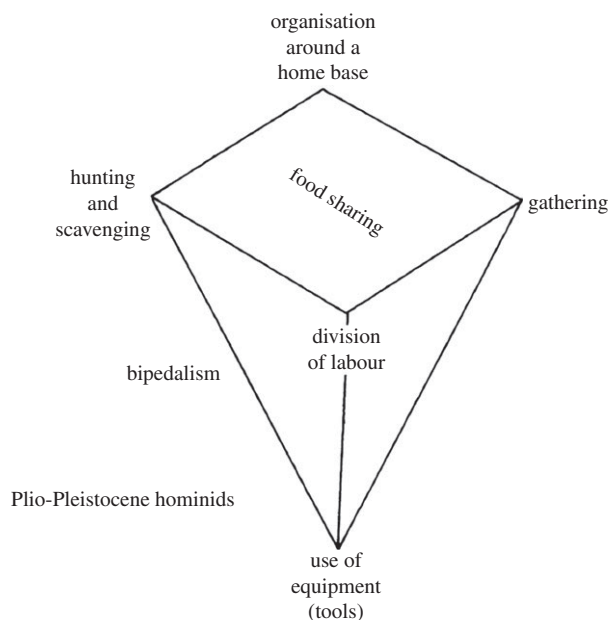 organisation
around a
home base
hunting
and
scavenging
food sharing
gathering
division
of labour
bipedalism
Plio-Pleistocene hominids
use of
equipment
(tools)